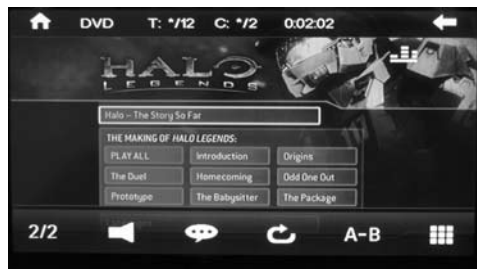 DVD T: */12 C: */2 0:02:02
HALO
LEGENDS
Halo – The Story So Far
THE MAKING OF HALO LEGENDS:
PLAY ALL Introduction Origins
The Duel Homecoming Odd One Out
Prototype The Babysitter The Package
2/2 A-B